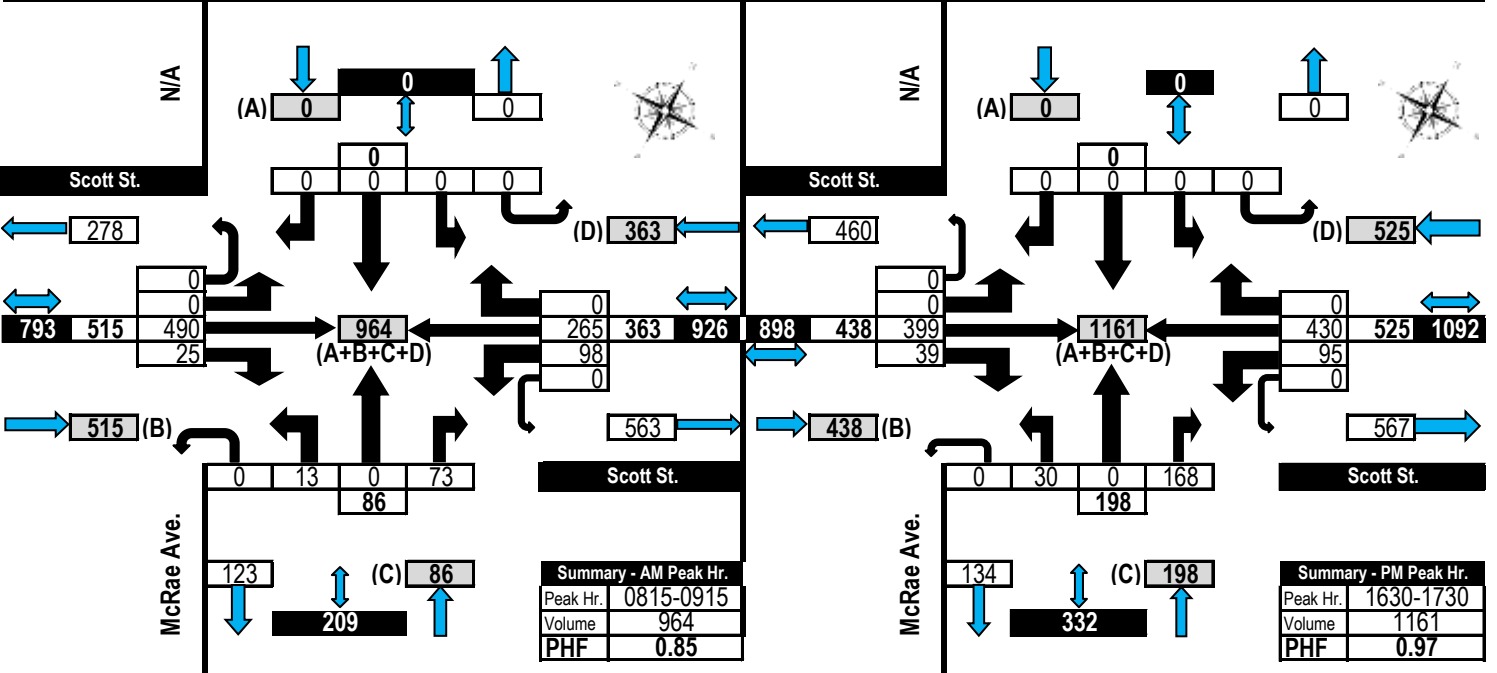 N/A
0
(A) 0 0
0
Scott St.
0 0 0 0
278
(D) 363
0
0
793 515 490 964 265 363 926
25 (A+B+C+D) 98
0
0
515 (B)
563
0 13 0 73
86
Scott St.
McRae Ave.
123
(C) 86
209
Summary - AM Peak Hr.
Peak Hr. 0815-0915
Volume 964
PHF 0.85
N/A
0
(A) 0 0
0
Scott St.
0 0 0 0
460
(D) 525
0
0
898 438 399 1161 430 525 1092
39 (A+B+C+D) 95
0
0
438 (B)
567
0 30 0 168
198
Scott St.
McRae Ave.
134
(C) 198
332
Summary - PM Peak Hr.
Peak Hr. 1630-1730
Volume 1161
PHF 0.97